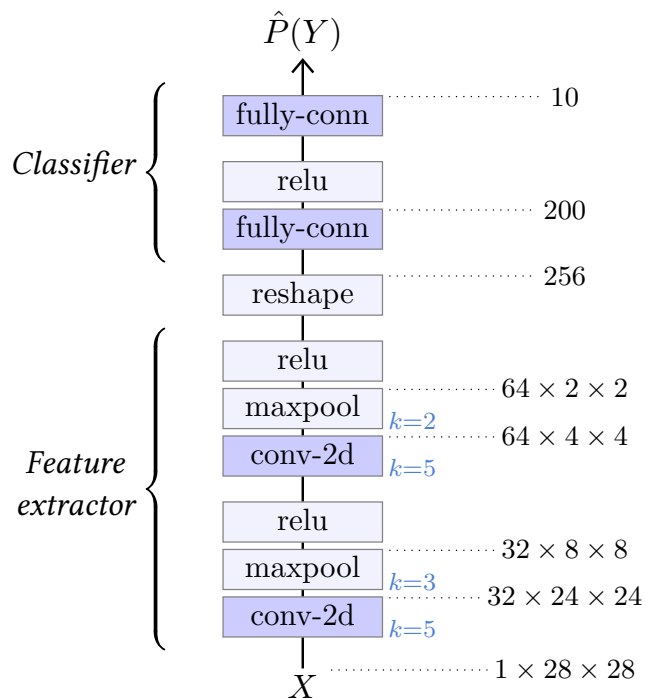 P̂(Y)
fully-conn 10
Classifier
relu
fully-conn 200
reshape 256
relu
maxpool k=2 64 × 2 × 2
conv-2d k=5 64 × 4 × 4
Feature
extractor
relu
maxpool k=3 32 × 8 × 8
conv-2d k=5 32 × 24 × 24
X 1 × 28 × 28